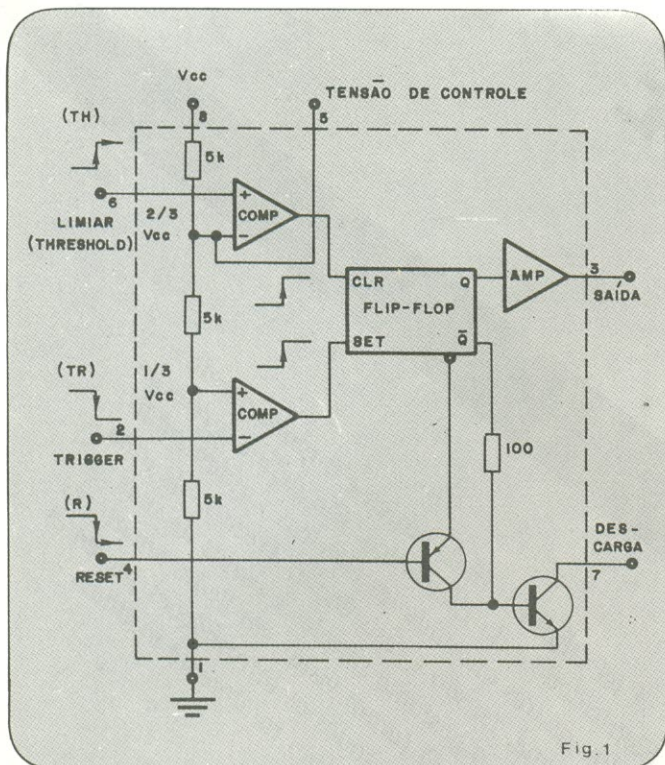 Vcc
8
TENSÃO DE CONTROLE
5
(TH)
5k
6
+
COMP
-
LIMIAR
(THRESHOLD)
2/3
Vcc
CLR
Q
FLIP-FLOP
SET
Q̅
AMP
3
SAÍDA
5k
(TR)
1/3
Vcc
+
COMP
-
2
TRIGGER
100
5k
(R)
RESET
4
DES-
CARGA
7
1
Fig.1